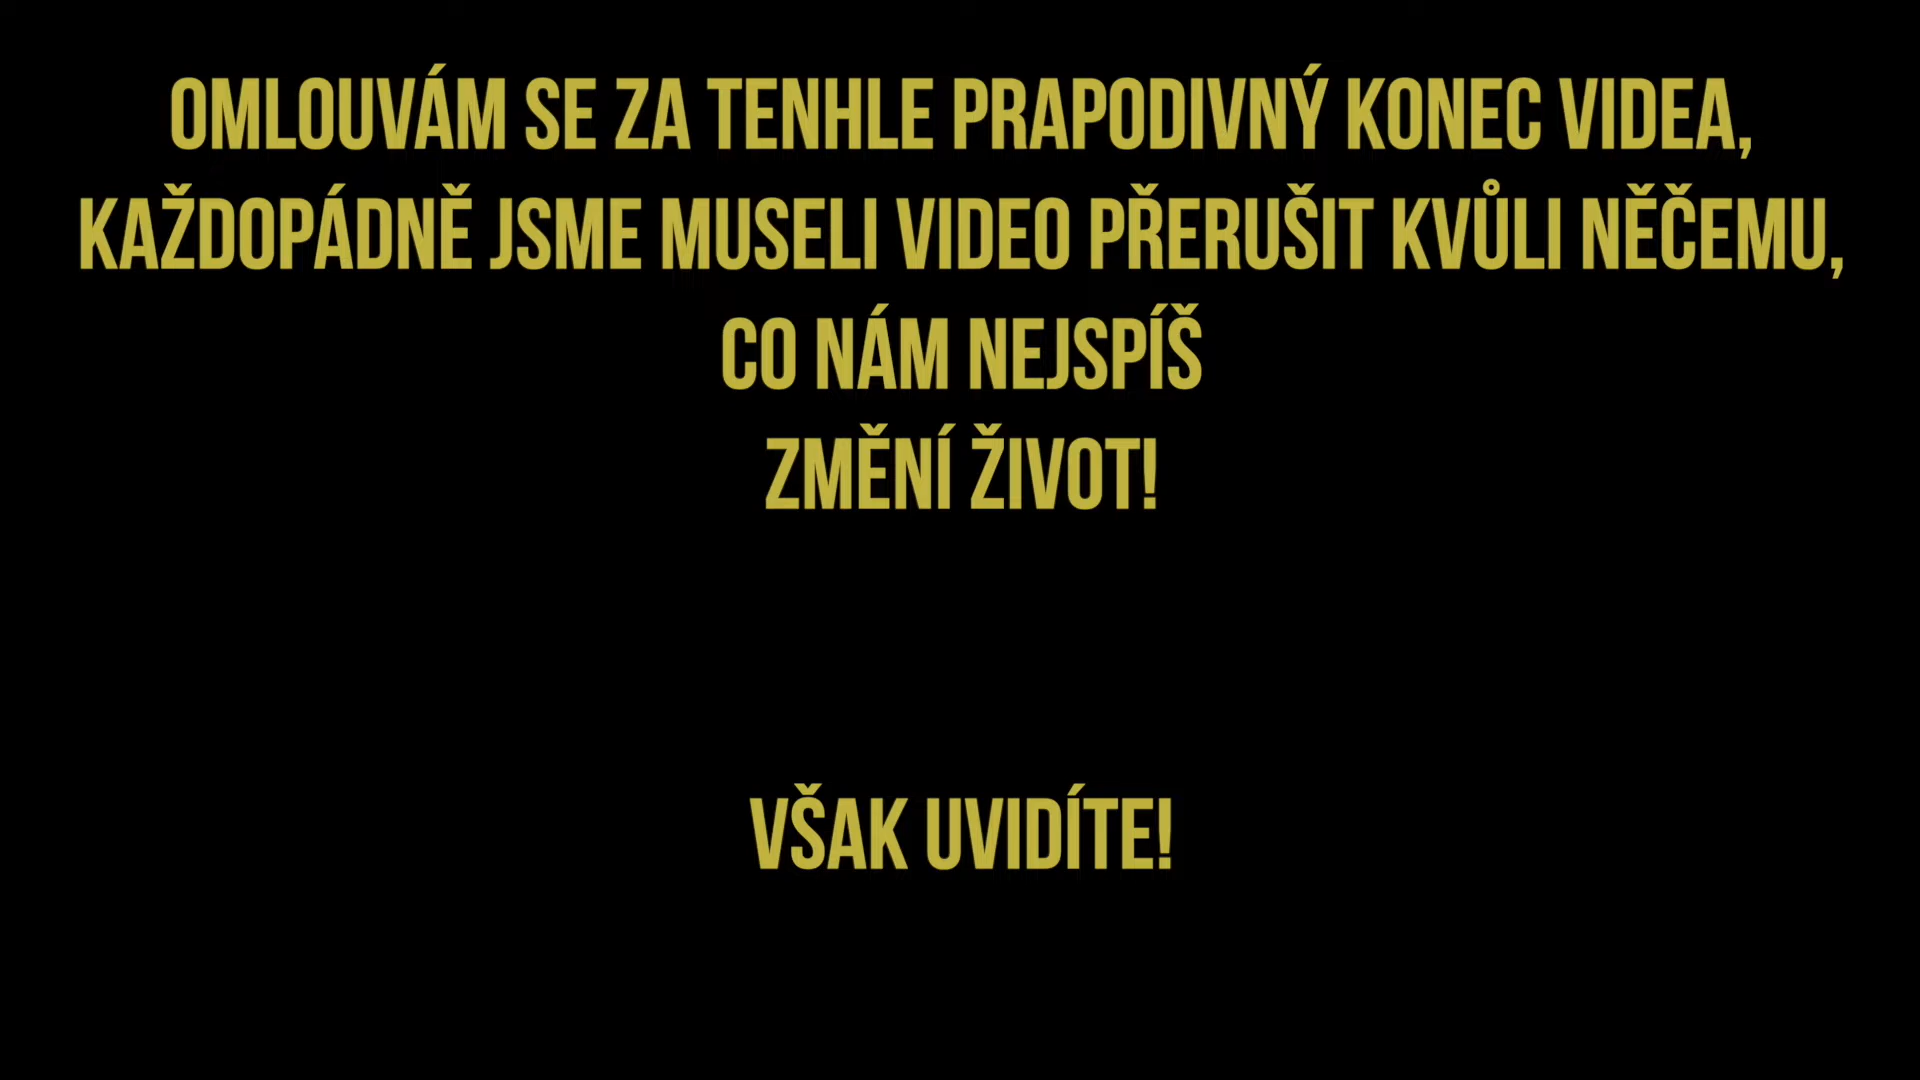 OMLOUVÁM SE ZA TENHLE PRAPODIVNÝ KONEC VIDEA,
KAŽDOPÁDNĚ JSME MUSELI VIDEO PŘERUŠIT KVŮLI NĚČEMU,
CO NÁM NEJSPÍŠ
ZMĚNÍ ŽIVOT!
VŠAK UVIDÍTE!